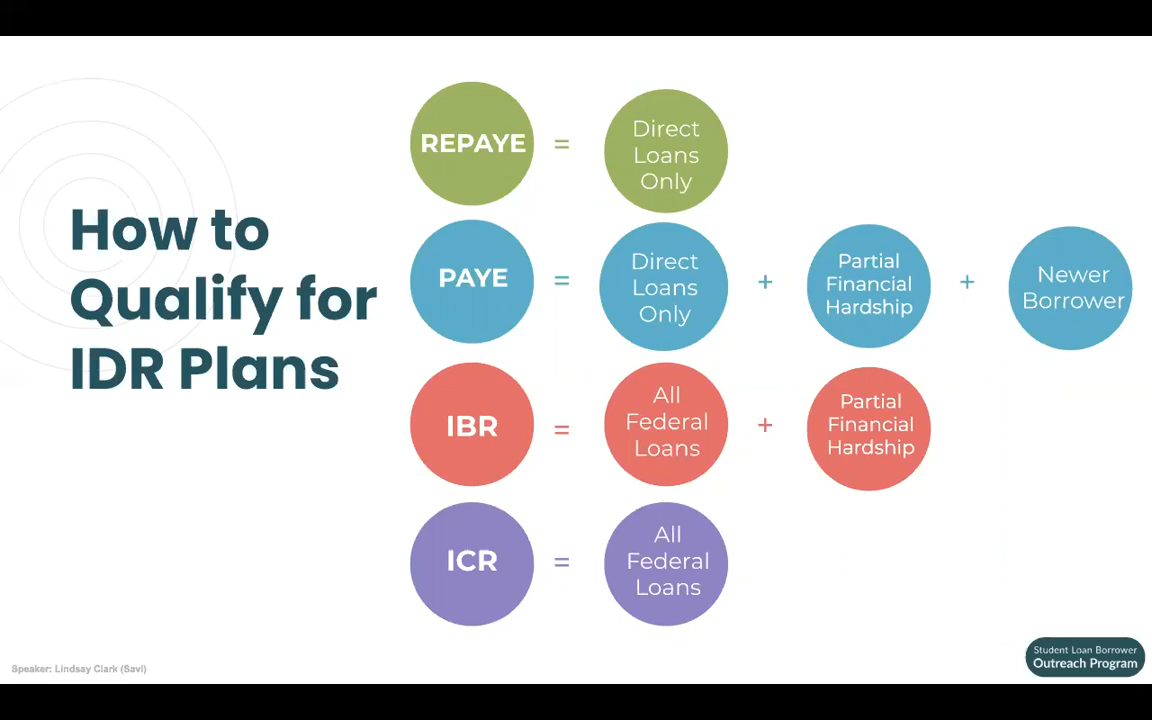 How to
Qualify for
IDR Plans
REPAYE
=
Direct
Loans
Only
PAYE
=
Direct
Loans
Only
+
Partial
Financial
Hardship
+
Newer
Borrower
IBR
=
All
Federal
Loans
+
Partial
Financial
Hardship
ICR
=
All
Federal
Loans
Speaker: Lindsay Clark (Savi)
Student Loan Borrower
Outreach Program